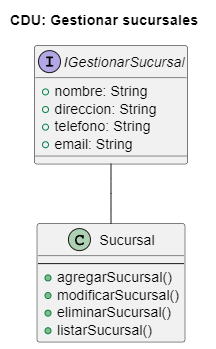 CDU: Gestionar sucursales
I IGestionarSucursal
nombre: String
direccion: String
telefono: String
email: String
C Sucursal
agregarSucursal()
modificarSucursal()
eliminarSucursal()
listarSucursal()